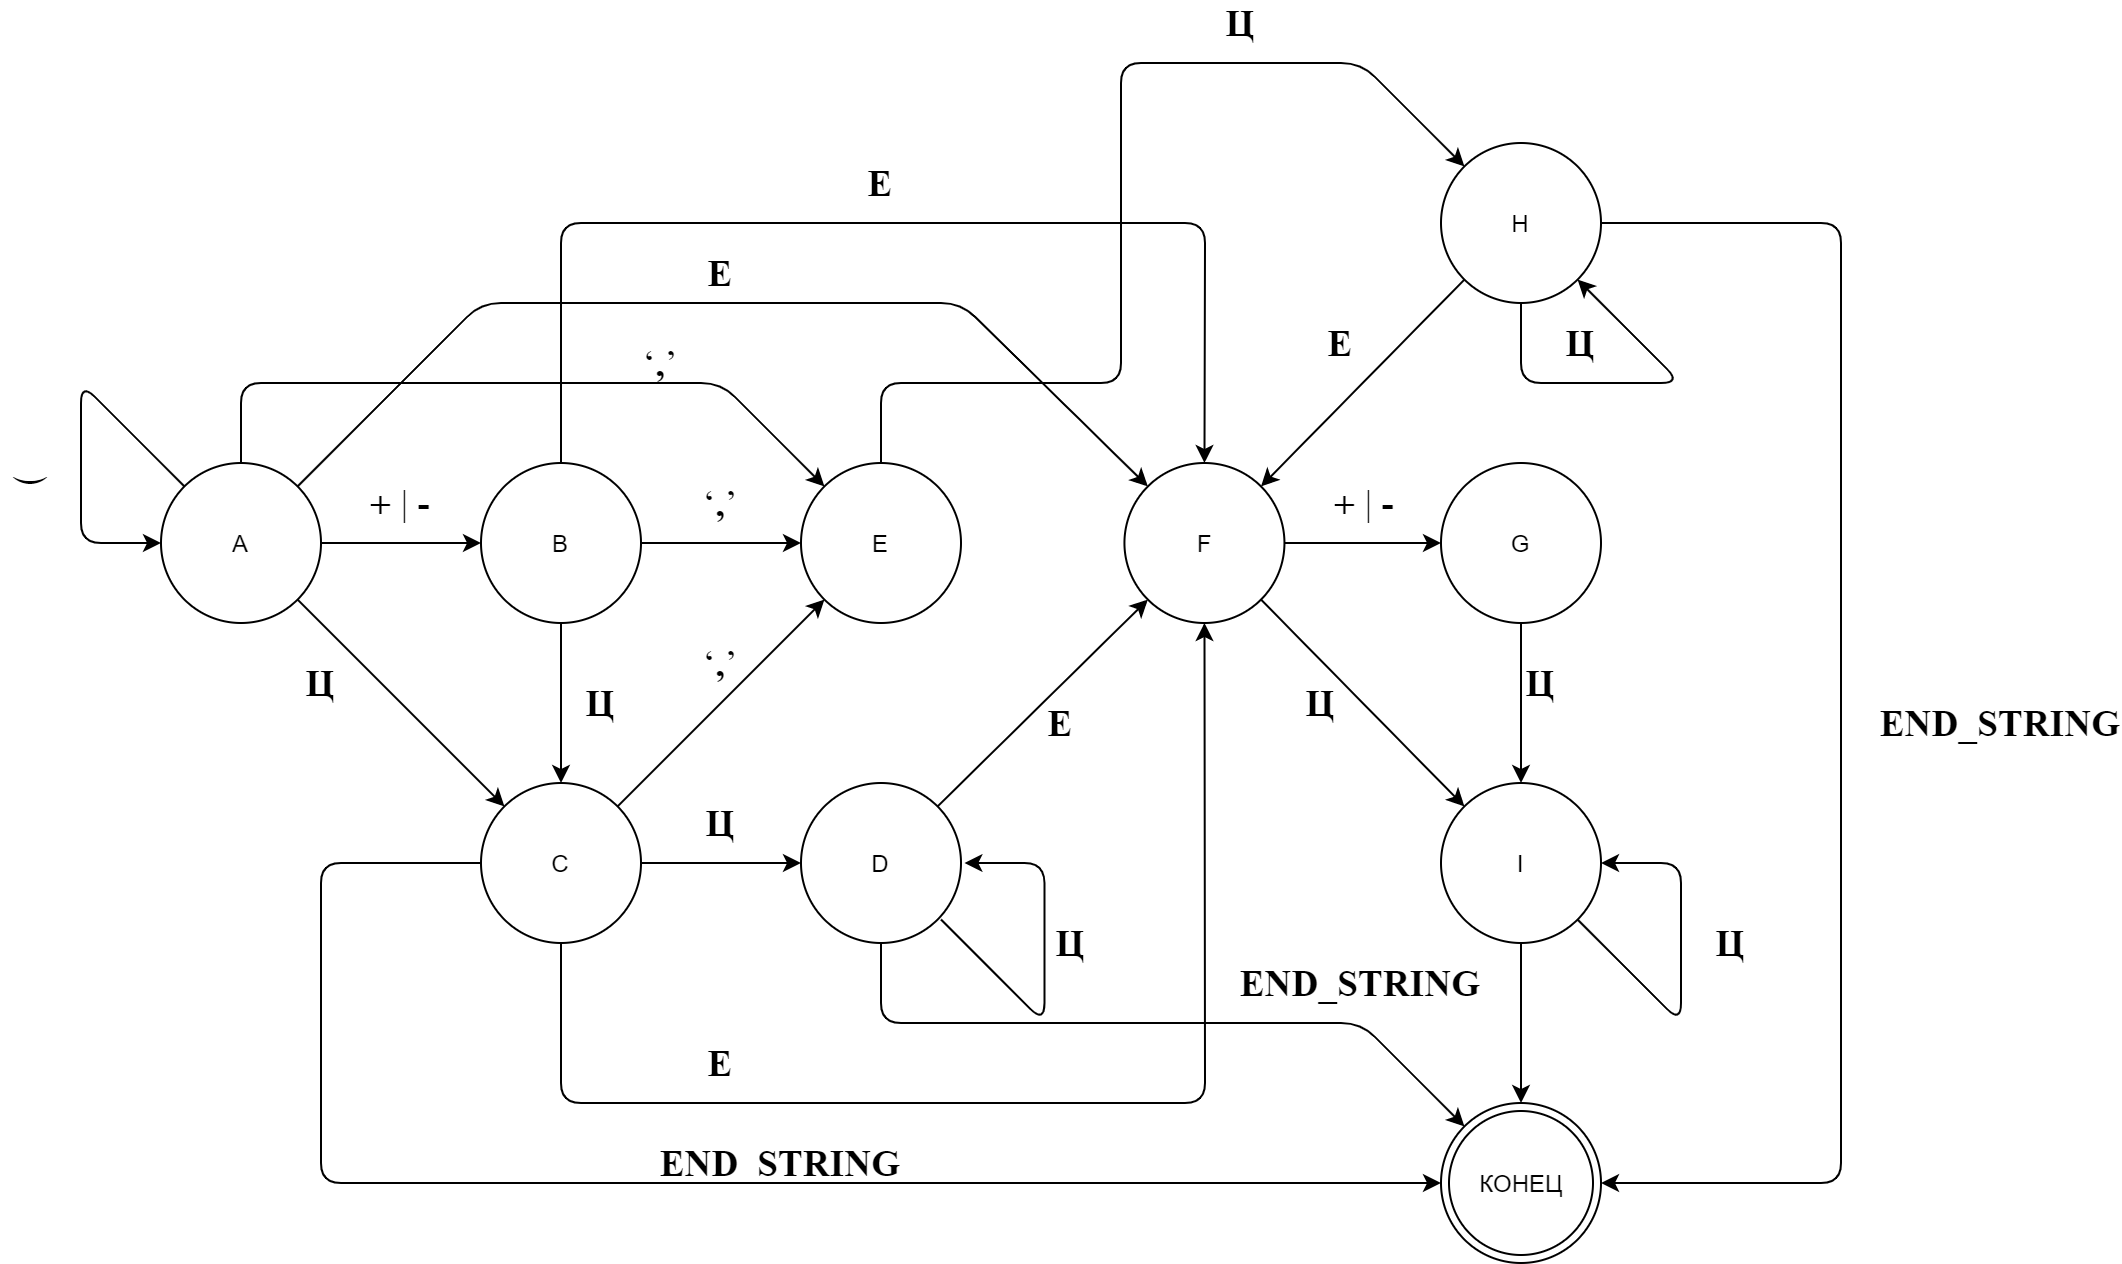 Ц
E
H
E
E
Ц
‘,’
+ | -
‘,’
+ | -
A
B
E
F
G
‘,’
Ц
Ц
Ц
Ц
E
END_STRING
Ц
C
D
I
Ц
Ц
END_STRING
E
END_STRING
КОНЕЦ